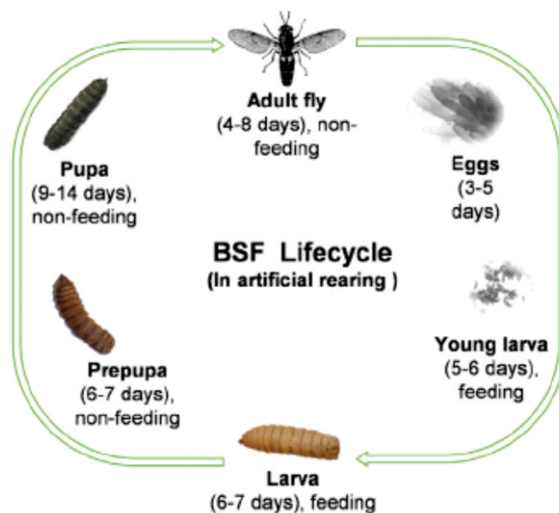 Adult fly
(4-8 days), non-
feeding
Eggs
(3-5
days)
Young larva
(5-6 days),
feeding
Larva
(6-7 days), feeding
Prepupa
(6-7 days),
non-feeding
Pupa
(9-14 days),
non-feeding
BSF Lifecycle
(In artificial rearing )